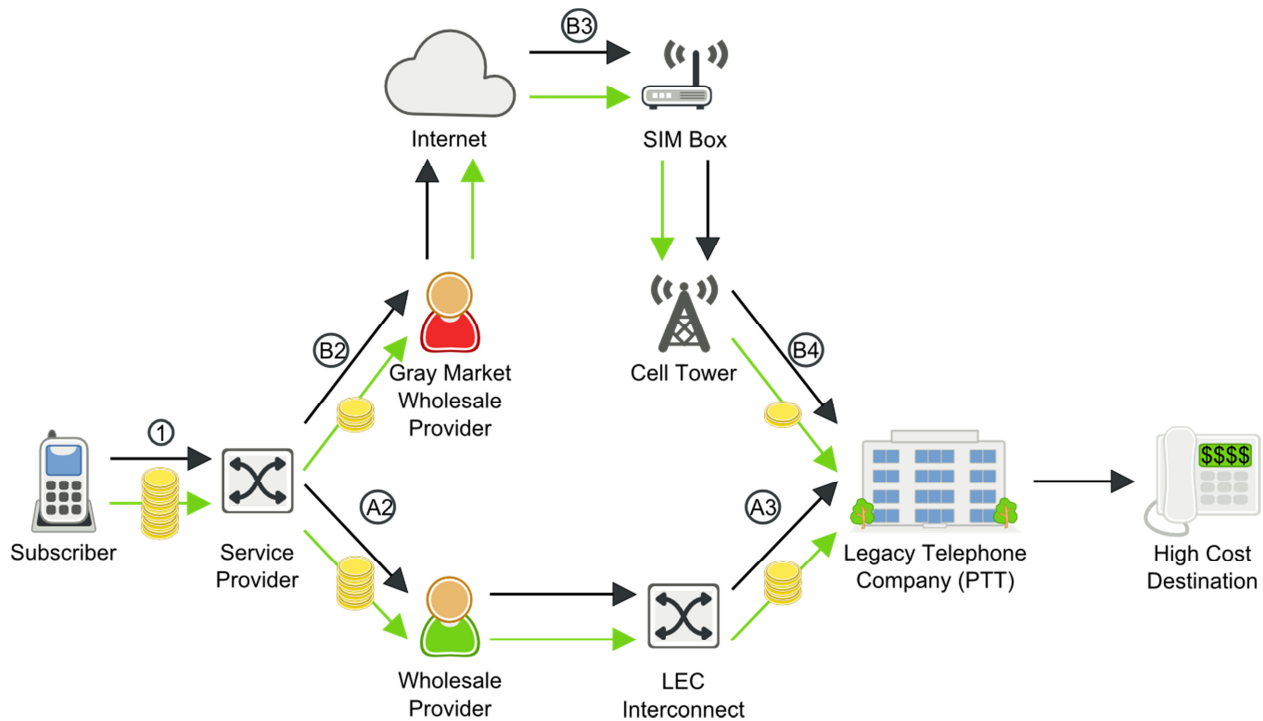 B3
Internet
SIM Box
B2
Gray Market
Wholesale
Provider
Cell Tower
B4
1
Subscriber
Service
Provider
A2
A3
Legacy Telephone
Company (PTT)
$$$$
High Cost
Destination
Wholesale
Provider
LEC
Interconnect